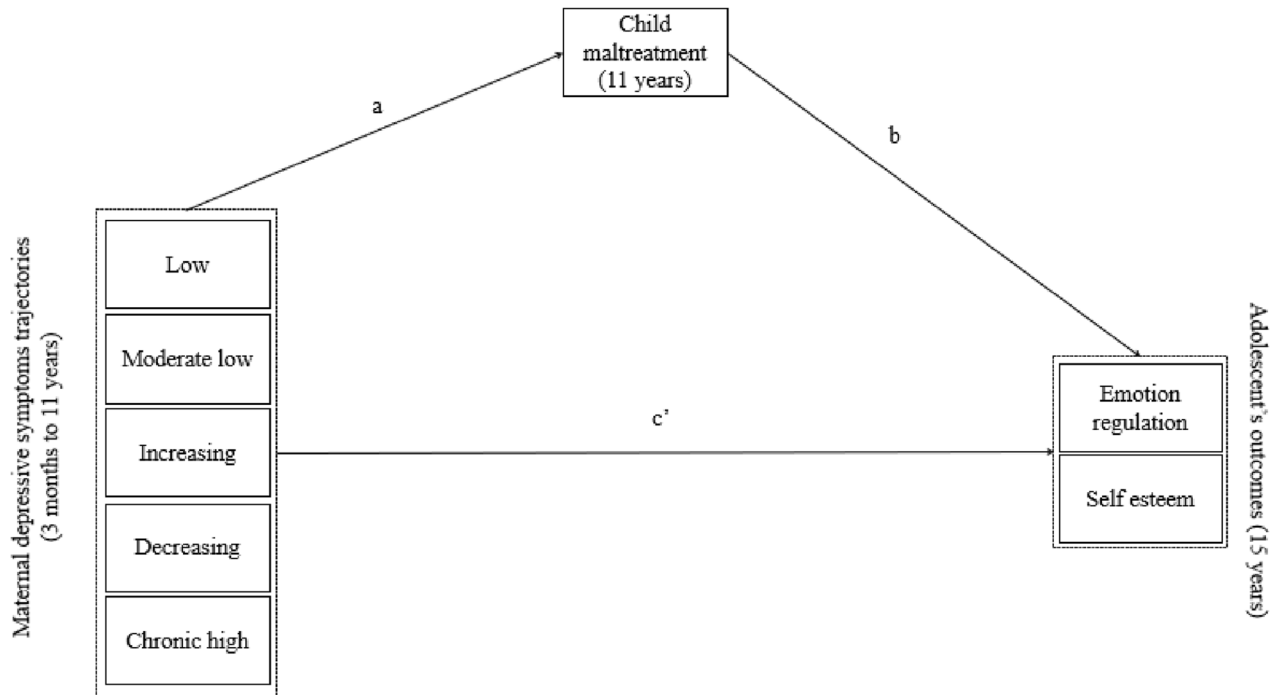 Child
maltreatment
(11 years)
a
b
Maternal depressive symptoms trajectories
(3 months to 11 years)
Low
Moderate low
Increasing
Decreasing
Chronic high
c’
Emotion
regulation
Self esteem
Adolescent’s outcomes (15 years)